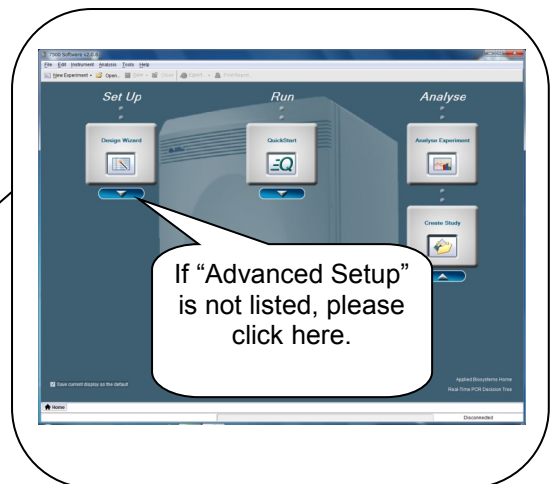 7500 Software v2.0.6
File Edit Instrument Analysis Tools Help
New Experiment Open... Save Close Export... Print Report
Set Up Run Analyse
Design Wizard QuickStart Analyse Experiment
Create Study
If “Advanced Setup”
is not listed, please
click here.
Save current display as the default
Applied Biosystems Home
Real-Time PCR Decision Tree
Home
Disconnected